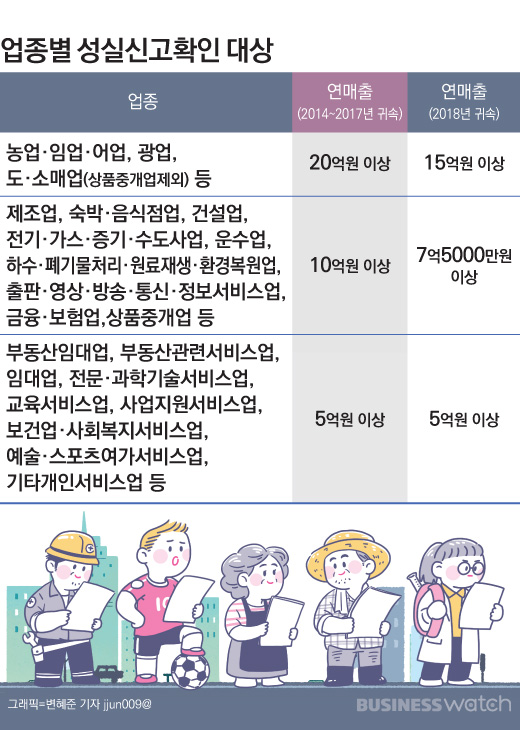 업종별 성실신고확인 대상
업종
연매출
(2014~2017년 귀속)
연매출
(2018년 귀속)
농업·임업·어업, 광업,
도·소매업(상품중개업제외) 등
20억원 이상
15억원 이상
제조업, 숙박·음식점업, 건설업,
전기·가스·증기·수도사업, 운수업,
하수·폐기물처리·원료재생·환경복원업,
출판·영상·방송·통신·정보서비스업,
금융·보험업,상품중개업 등
10억원 이상
7억5000만원
이상
부동산임대업, 부동산관련서비스업,
임대업, 전문·과학기술서비스업,
교육서비스업, 사업지원서비스업,
보건업·사회복지서비스업,
예술·스포츠여가서비스업,
기타개인서비스업 등
5억원 이상
5억원 이상
10
그래픽=변혜준 기자 jjun009@
BUSINESSwatch